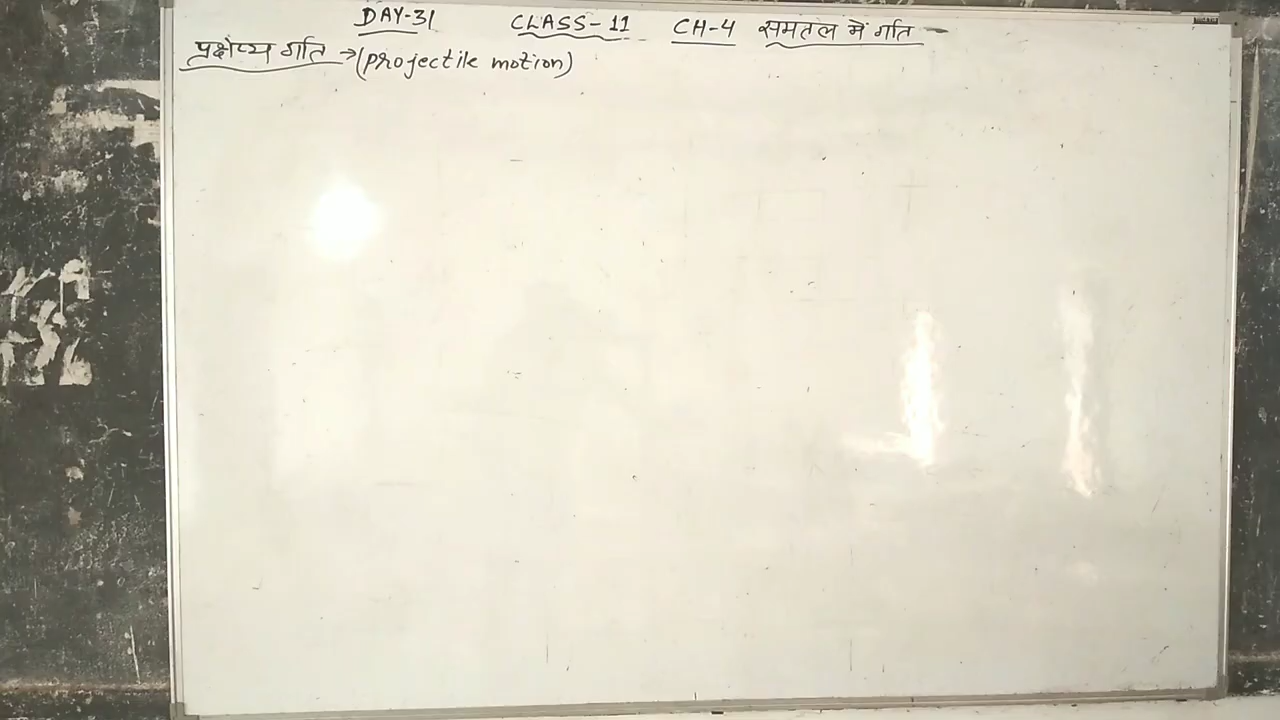 DAY-31 CLASS-11 CH-4 समतल में गति
प्रक्षेप्य गति → (projectile motion)